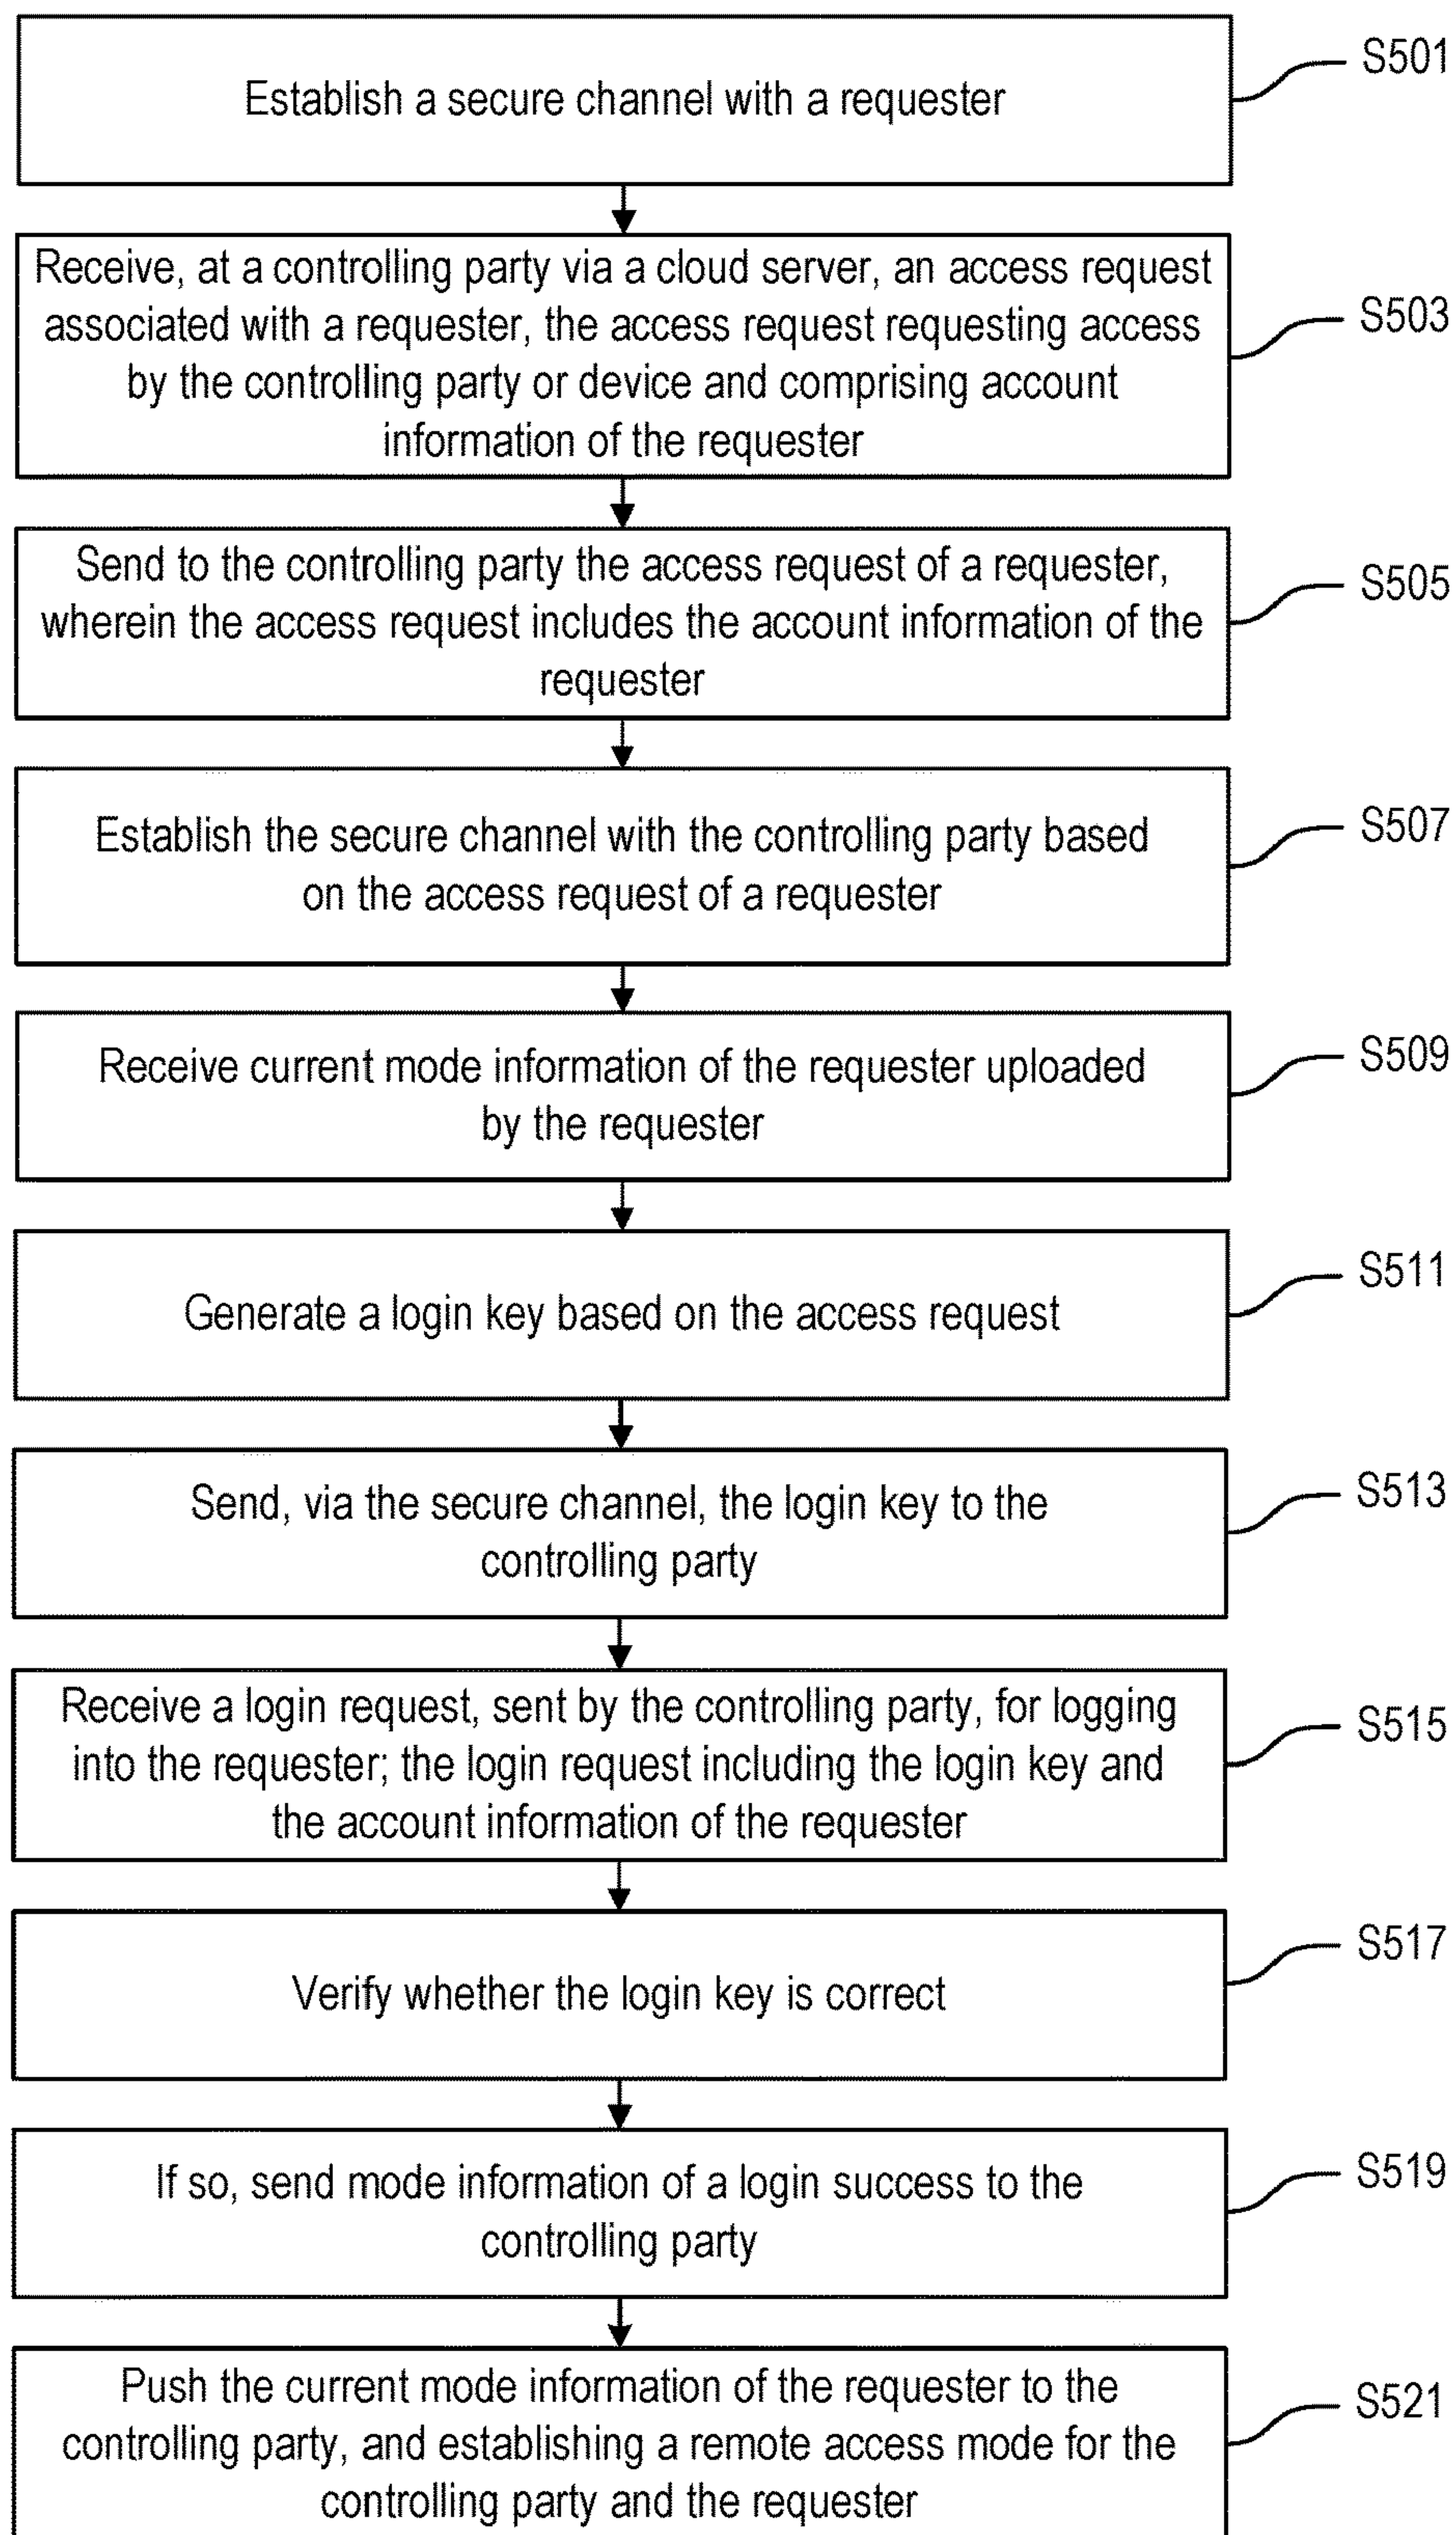 Establish a secure channel with a requester
S501
Receive, at a controlling party via a cloud server, an access request
associated with a requester, the access request requesting access
by the controlling party or device and comprising account
information of the requester
S503
Send to the controlling party the access request of a requester,
wherein the access request includes the account information of the
requester
S505
Establish the secure channel with the controlling party based
on the access request of a requester
S507
Receive current mode information of the requester uploaded
by the requester
S509
Generate a login key based on the access request
S511
Send, via the secure channel, the login key to the
controlling party
S513
Receive a login request, sent by the controlling party, for logging
into the requester; the login request including the login key and
the account information of the requester
S515
Verify whether the login key is correct
S517
If so, send mode information of a login success to the
controlling party
S519
Push the current mode information of the requester to the
controlling party, and establishing a remote access mode for the
controlling party and the requester
S521